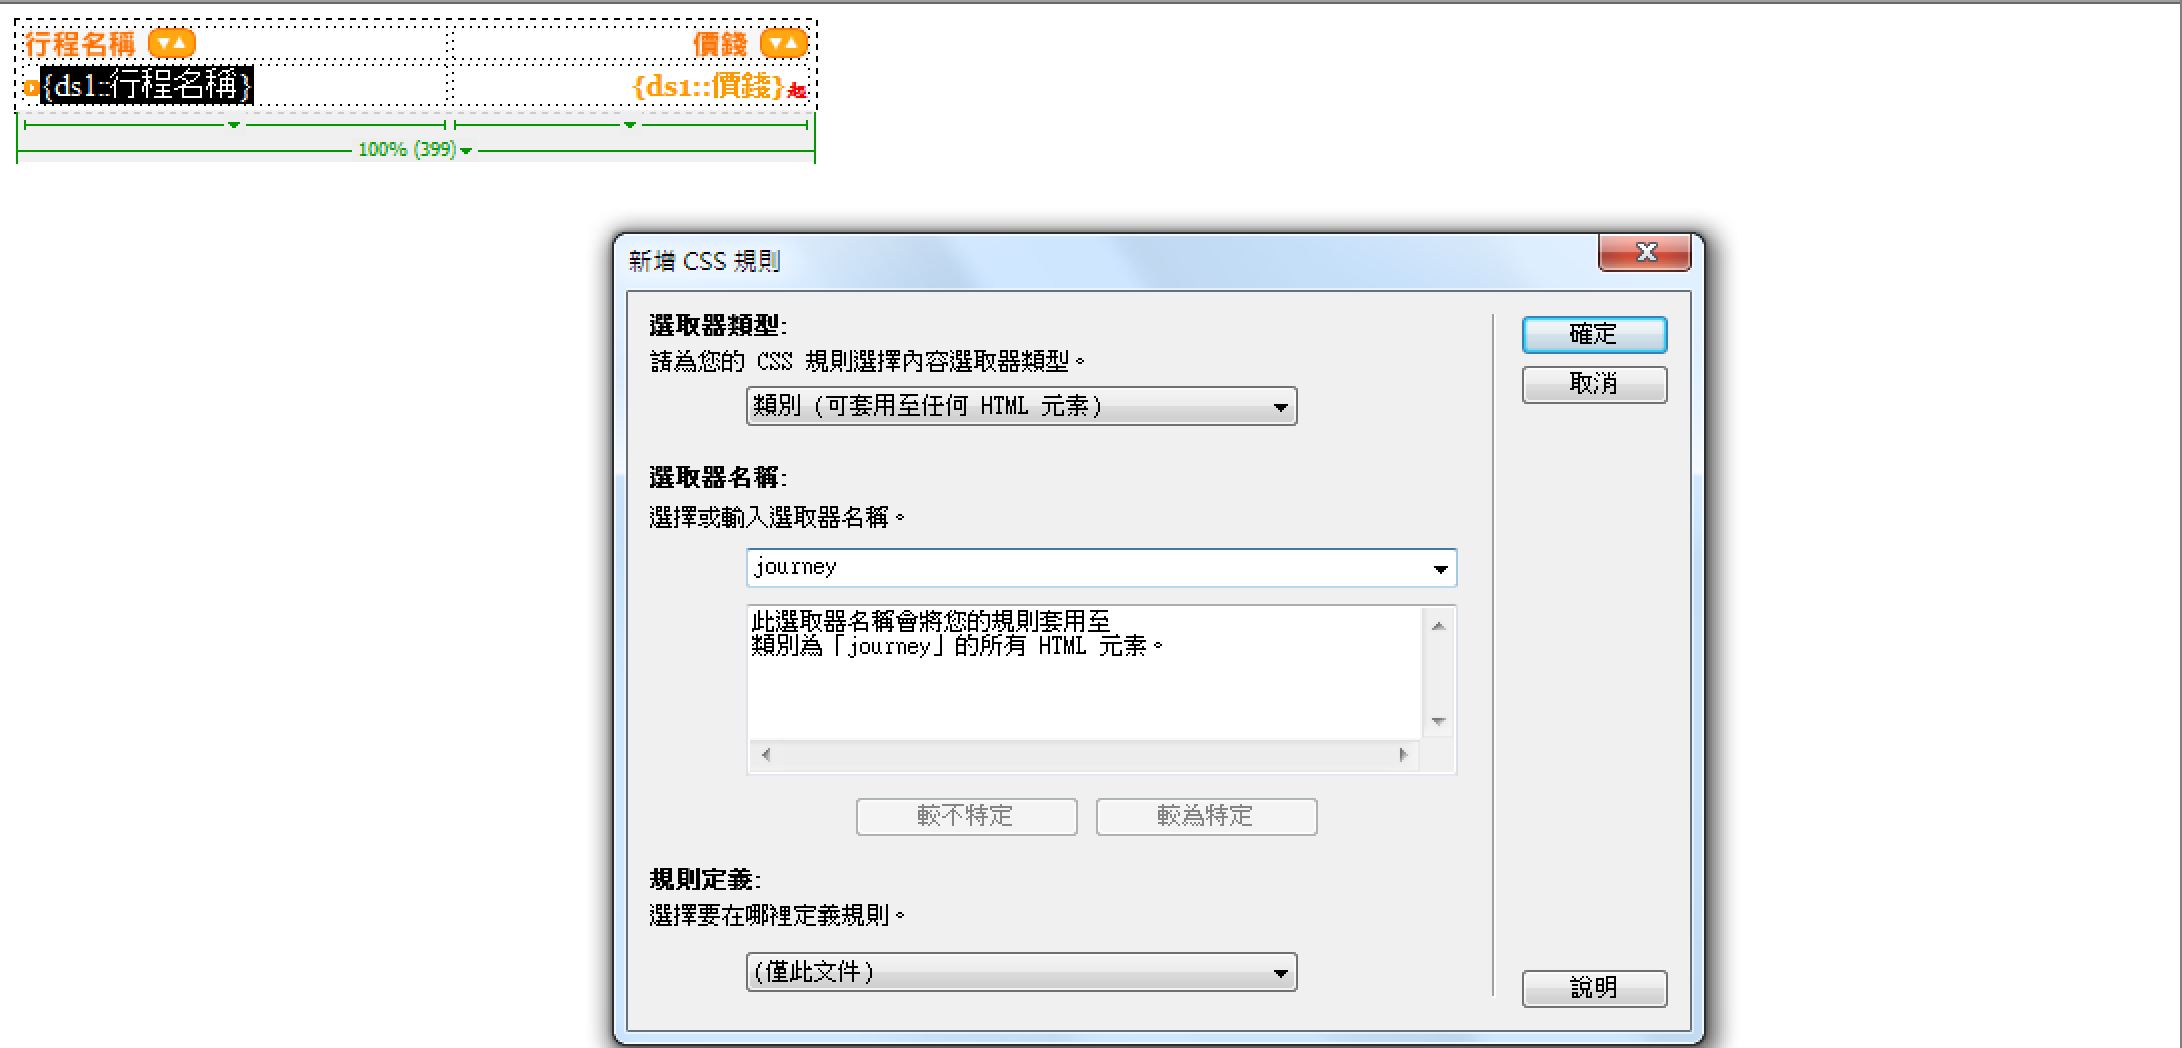 行程名稱 價錢
{ds1::行程名稱} {ds1::價錢}起
100% (399)
新增 CSS 規則
選取器類型:
請為您的 CSS 規則選擇內容選取器類型。
類別 (可套用至任何 HTML 元素)
確定
取消
選取器名稱:
選擇或輸入選取器名稱。
journey
此選取器名稱會將您的規則套用至
類別為「journey」的所有 HTML 元素。
較不特定 較為特定
規則定義:
選擇要在哪裡定義規則。
(僅此文件)
說明